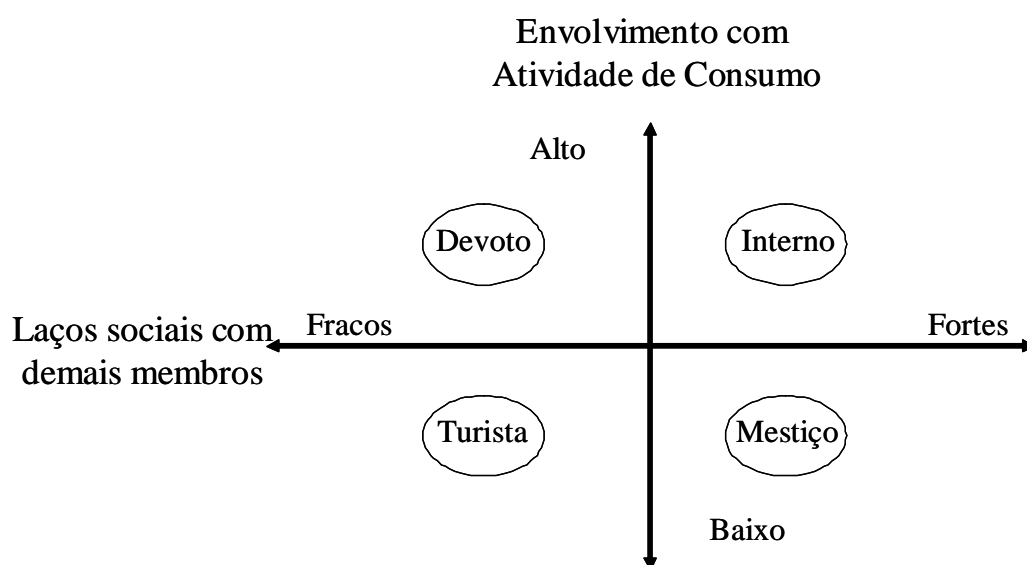 Envolvimento com
Atividade de Consumo
Alto
Devoto
Interno
Laços sociais com
demais membros
Fracos
Fortes
Turista
Mestiço
Baixo